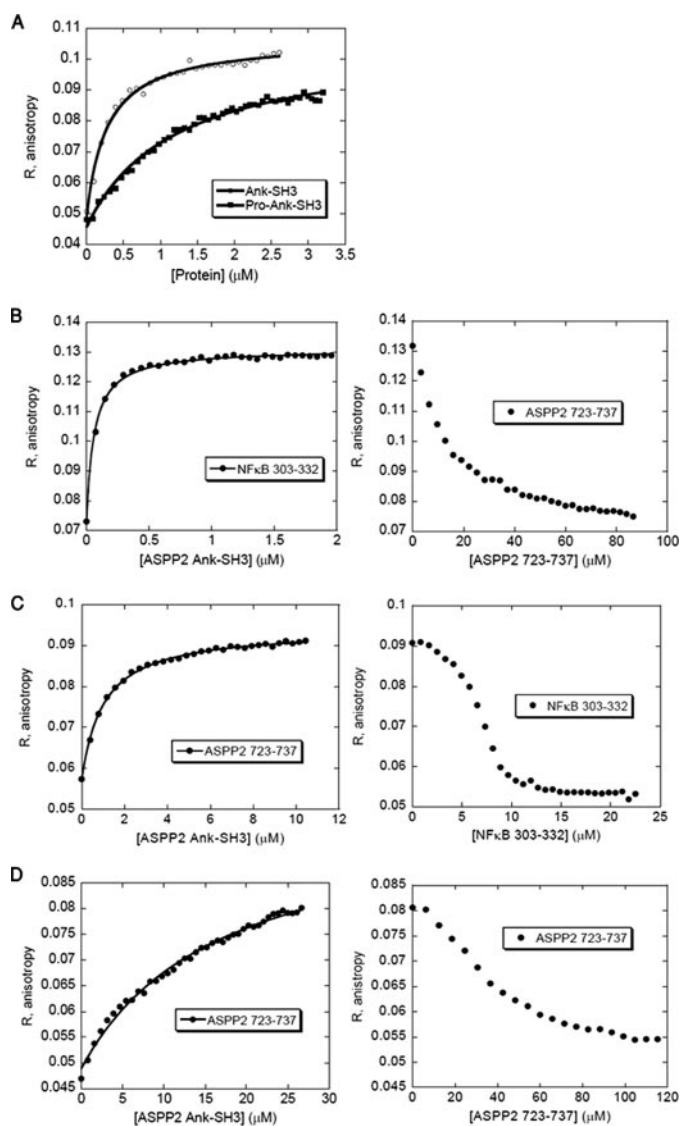 A
R, anisotropy
0.11
0.1
0.09
0.08
0.07
0.06
0.05
0.04
Ank-SH3
Pro-Ank-SH3
0 0.5 1 1.5 2 2.5 3 3.5
[Protein] (μM)
B
R, anisotropy
0.14
0.13
0.12
0.11
0.1
0.09
0.08
0.07
NFκB 303-332
0 0.5 1 1.5 2
[ASPP2 Ank-SH3] (μM)
R, anisotropy
0.14
0.13
0.12
0.11
0.1
0.09
0.08
0.07
ASPP2 723-737
0 20 40 60 80 100
[ASPP2 723-737] (μM)
C
R, anisotropy
0.1
0.09
0.08
0.07
0.06
0.05
ASPP2 723-737
0 2 4 6 8 10 12
[ASPP2 Ank-SH3] (μM)
R, anisotropy
0.1
0.09
0.08
0.07
0.06
0.05
NFκB 303-332
0 5 10 15 20 25
[NFκB 303-332] (μM)
D
R, anisotropy
0.085
0.08
0.075
0.07
0.065
0.06
0.055
0.05
0.045
ASPP2 723-737
0 5 10 15 20 25 30
[ASPP2 Ank-SH3] (μM)
R, anistropy
0.085
0.08
0.075
0.07
0.065
0.06
0.055
0.05
0.045
ASPP2 723-737
0 20 40 60 80 100 120
[ASPP2 723-737] (μM)